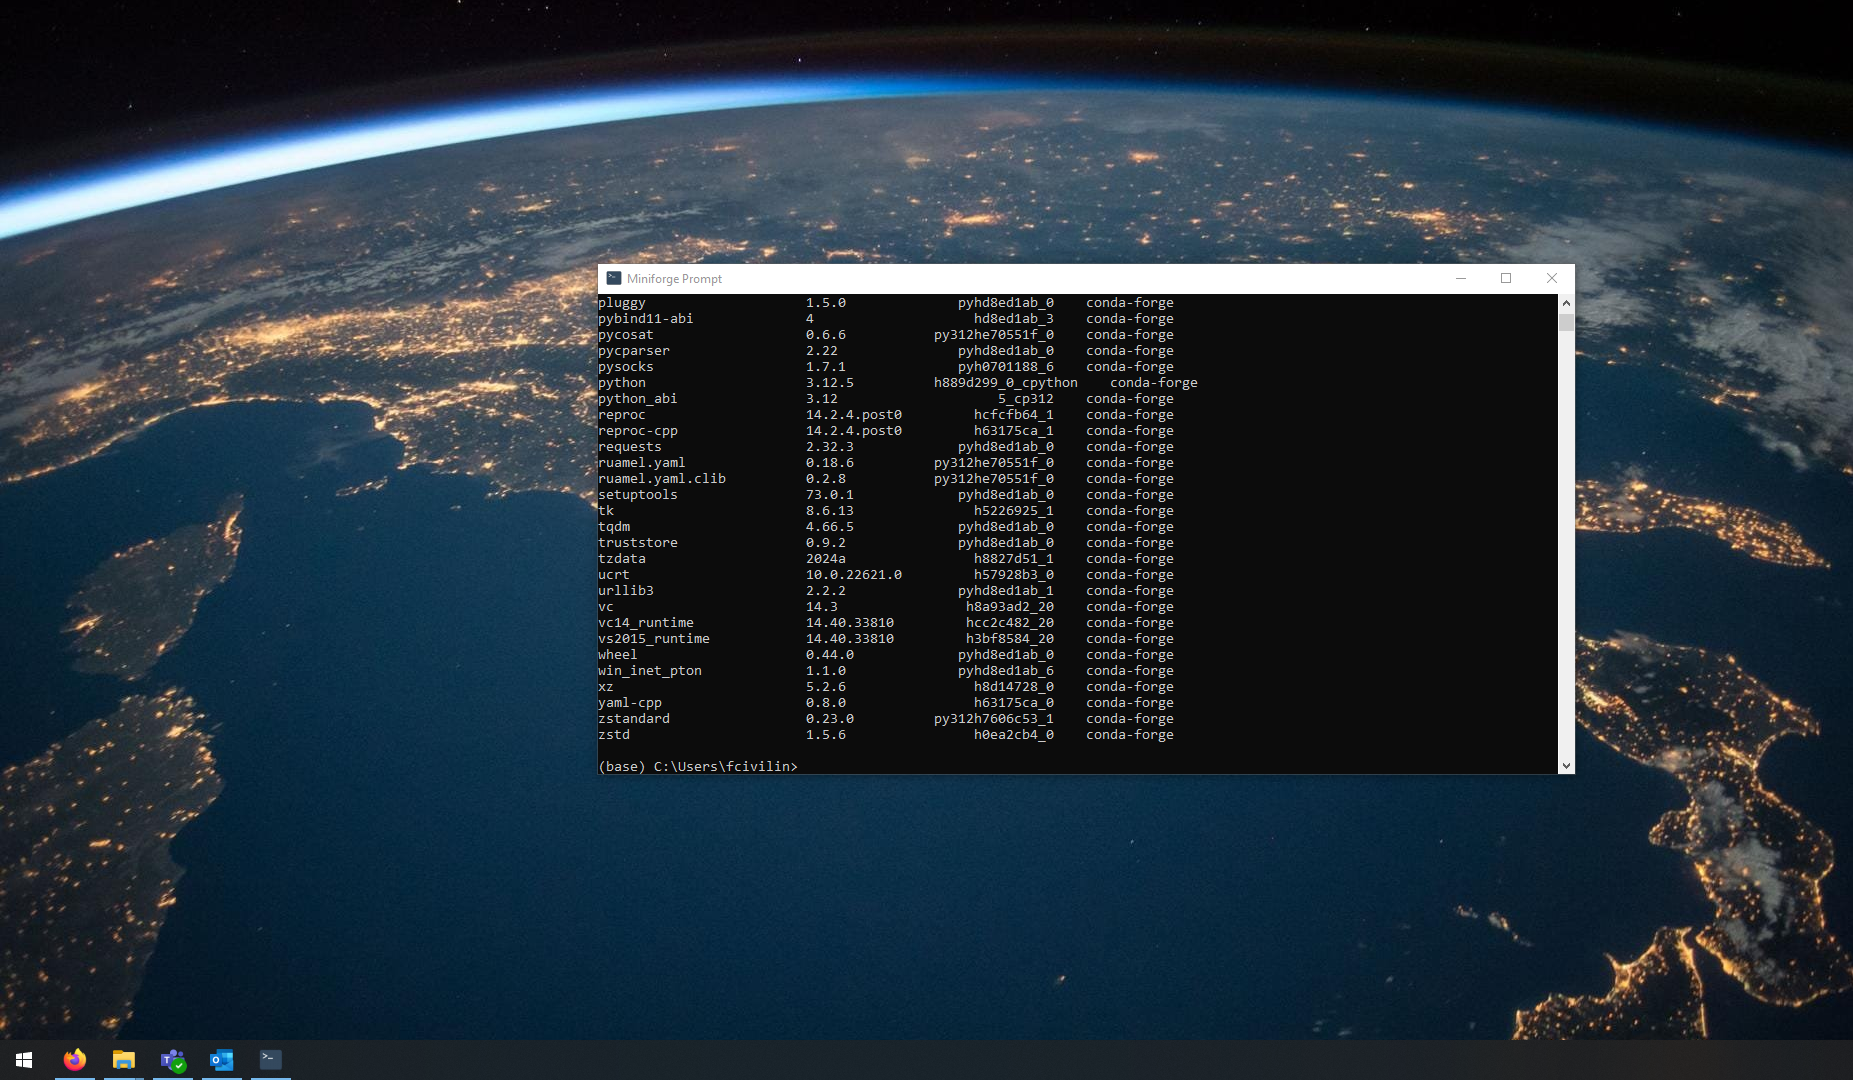 Miniforge Prompt
pluggy 1.5.0 pyhd8ed1ab_0 conda-forge
pybind11-abi 4 hd8ed1ab_3 conda-forge
pycosat 0.6.6 py312he70551f_0 conda-forge
pycparser 2.22 pyhd8ed1ab_0 conda-forge
pysocks 1.7.1 pyh0701188_6 conda-forge
python 3.12.5 h889d299_0_cpython conda-forge
python_abi 3.12 5_cp312 conda-forge
reproc 14.2.4.post0 hcfcfb64_1 conda-forge
reproc-cpp 14.2.4.post0 h63175ca_1 conda-forge
requests 2.32.3 pyhd8ed1ab_0 conda-forge
ruamel.yaml 0.18.6 py312he70551f_0 conda-forge
ruamel.yaml.clib 0.2.8 py312he70551f_0 conda-forge
setuptools 73.0.1 pyhd8ed1ab_0 conda-forge
tk 8.6.13 h5226925_1 conda-forge
tqdm 4.66.5 pyhd8ed1ab_0 conda-forge
truststore 0.9.2 pyhd8ed1ab_0 conda-forge
tzdata 2024a h8827d51_1 conda-forge
ucrt 10.0.22621.0 h57928b3_0 conda-forge
urllib3 2.2.2 pyhd8ed1ab_1 conda-forge
vc 14.3 h8a93ad2_20 conda-forge
vc14_runtime 14.40.33810 hcc2c482_20 conda-forge
vs2015_runtime 14.40.33810 h3bf8584_20 conda-forge
wheel 0.44.0 pyhd8ed1ab_0 conda-forge
win_inet_pton 1.1.0 pyhd8ed1ab_6 conda-forge
xz 5.2.6 h8d14728_0 conda-forge
yaml-cpp 0.8.0 h63175ca_0 conda-forge
zstandard 0.23.0 py312h7606c53_1 conda-forge
zstd 1.5.6 h0ea2cb4_0 conda-forge
(base) C:\Users\fcivilin>